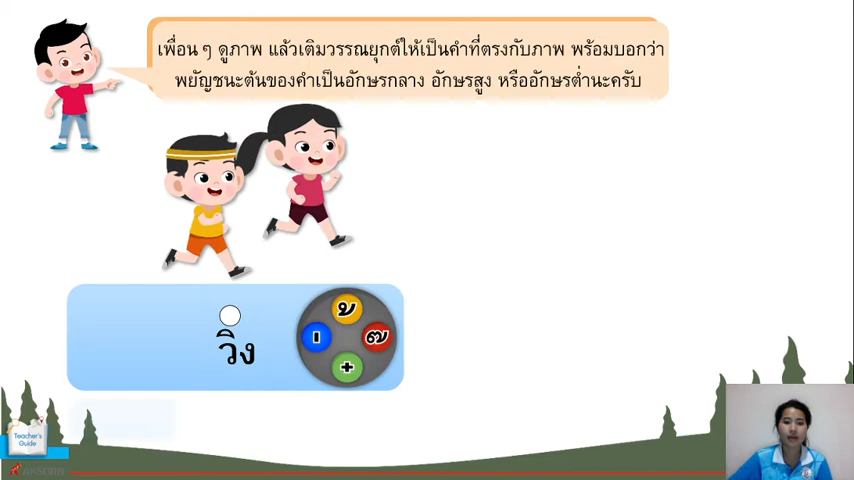 เพื่อน ๆ ดูภาพ แล้วเติมวรรณยุกต์ให้เป็นคำที่ตรงกับภาพ พร้อมบอกว่า
พยัญชนะต้นของคำเป็นอักษรกลาง อักษรสูง หรืออักษรต่ำนะครับ
วิง
Teacher's
Guide
AKSORN